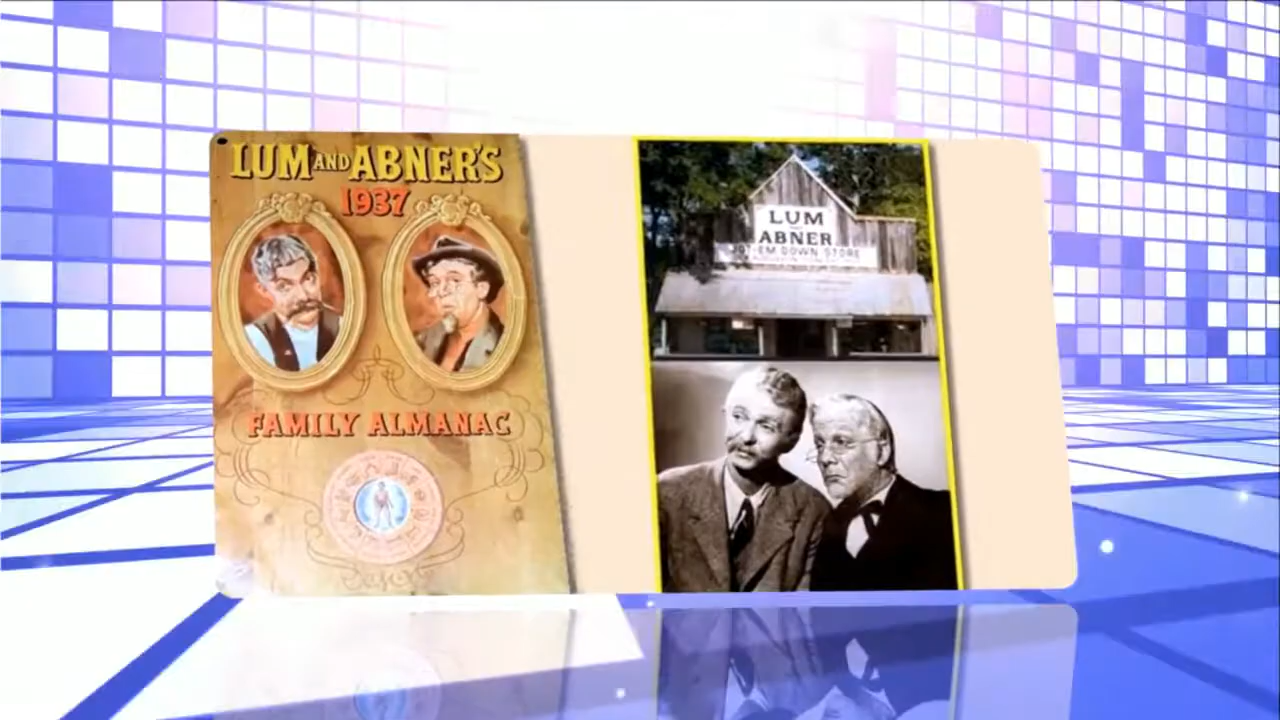 LUM AND ABNER'S
1937
FAMILY ALMANAC
LUM
ABNER
JOT-EM DOWN STORE